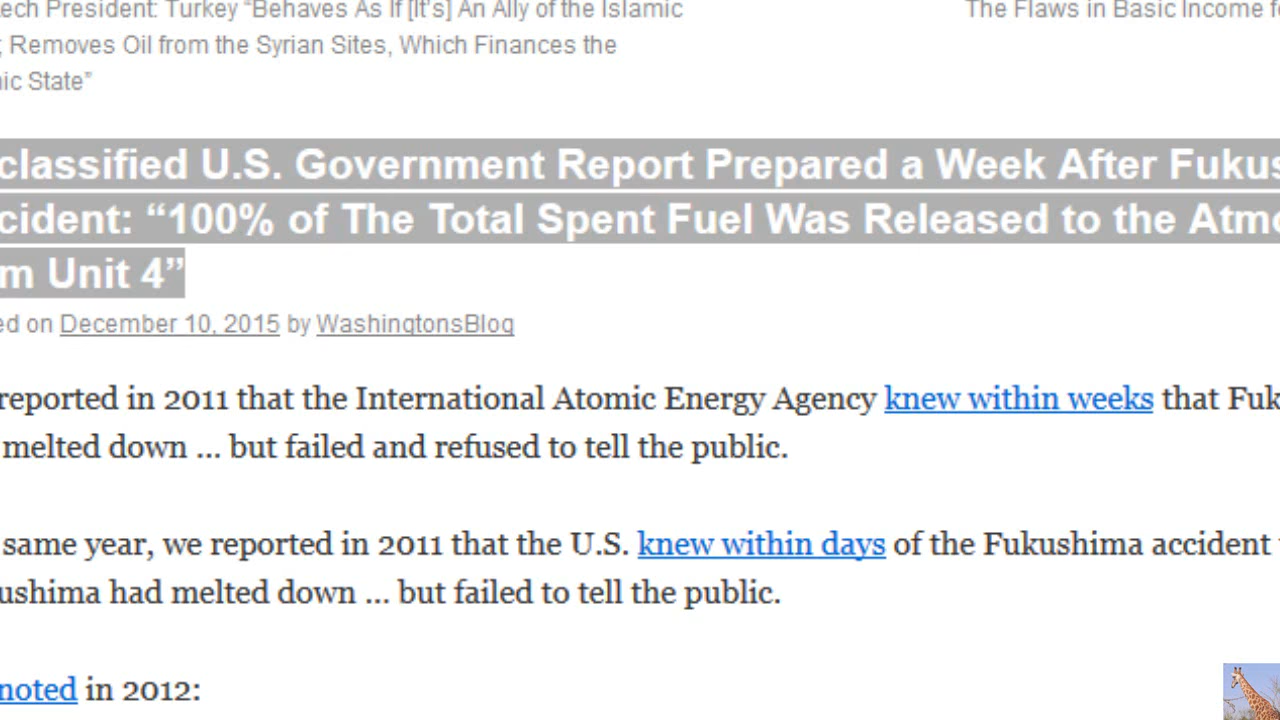 ech President: Turkey “Behaves As If [It’s] An Ally of the Islamic
The Flaws in Basic Income f
; Removes Oil from the Syrian Sites, Which Finances the
ic State”
classified U.S. Government Report Prepared a Week After Fukus
cident: “100% of The Total Spent Fuel Was Released to the Atmo
m Unit 4”
ed on December 10, 2015 by WashingtonsBlog
reported in 2011 that the International Atomic Energy Agency knew within weeks that Fuk
melted down ... but failed and refused to tell the public.
same year, we reported in 2011 that the U.S. knew within days of the Fukushima accident
ushima had melted down ... but failed to tell the public.
noted in 2012: